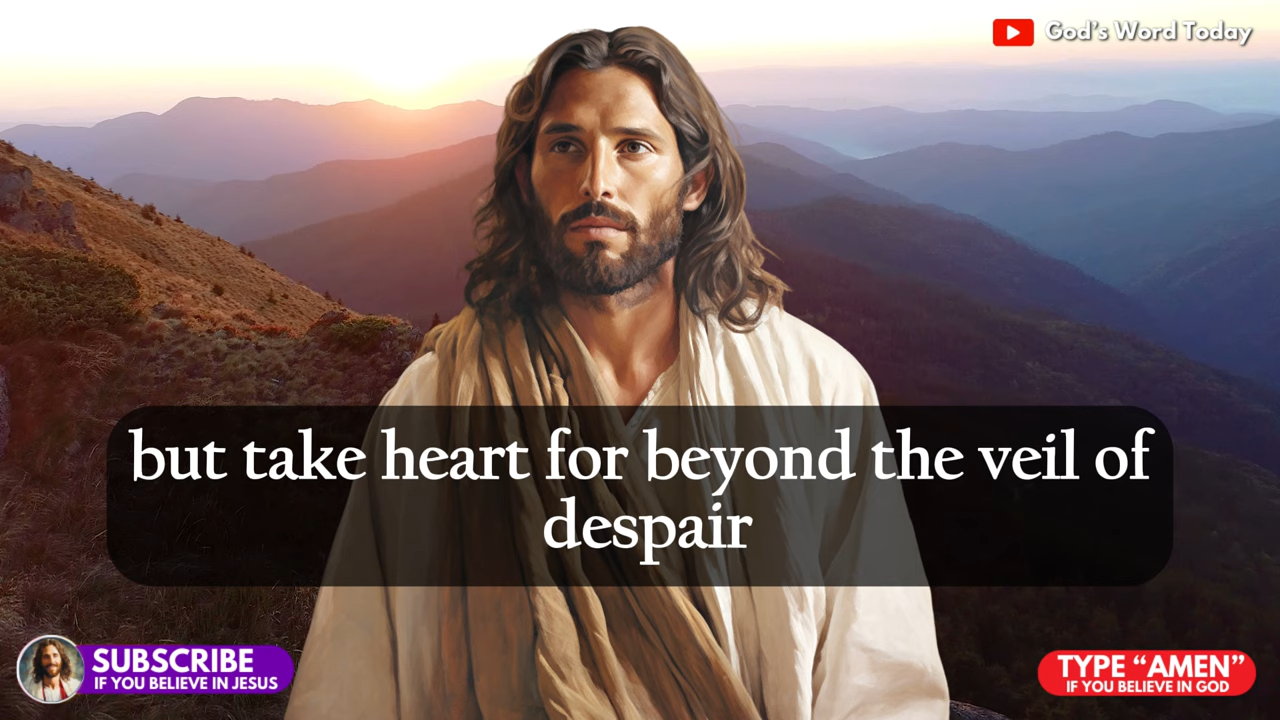 God's Word Today
but take heart for beyond the veil of
despair
SUBSCRIBE
IF YOU BELIEVE IN JESUS
TYPE “AMEN”
IF YOU BELIEVE IN GOD